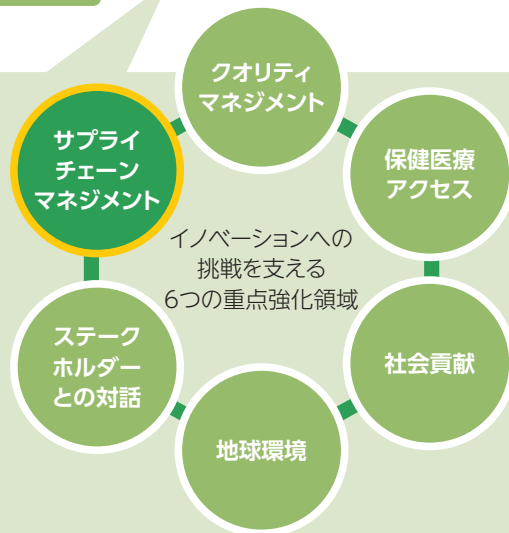 クオリティ
マネジメント
サプライ
チェーン
マネジメント
保健医療
アクセス
イノベーションへの
挑戦を支える
6つの重点強化領域
ステーク
ホルダー
との対話
社会貢献
地球環境